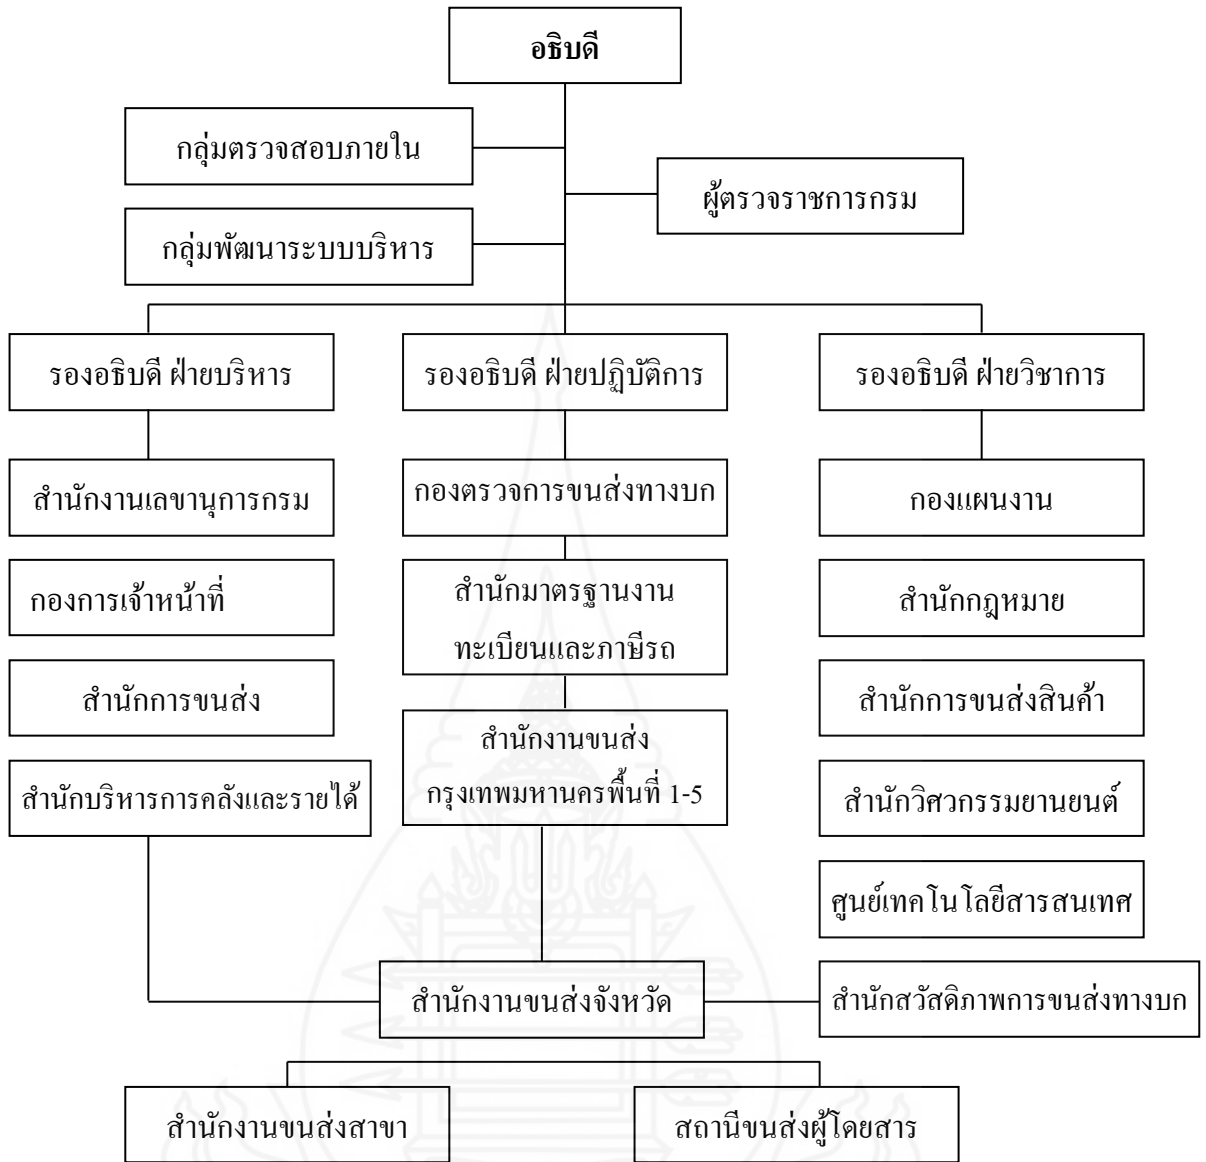 อธิบดี
กลุ่มตรวจสอบภายใน
ผู้ตรวจราชการกรม
กลุ่มพัฒนาระบบบริหาร
รองอธิบดี ฝ่ายบริหาร
รองอธิบดี ฝ่ายปฏิบัติการ
รองอธิบดี ฝ่ายวิชาการ
สำนักงานเลขานุการกรม
กองตรวจการขนส่งทางบก
กองแผนงาน
กองการเจ้าหน้าที่
สำนักมาตรฐานงาน
ทะเบียนและภาษีรถ
สำนักกฎหมาย
สำนักการขนส่ง
สำนักงานขนส่ง
กรุงเทพมหานครพื้นที่ 1-5
สำนักการขนส่งสินค้า
สำนักบริหารการคลังและรายได้
สำนักวิศวกรรมยานยนต์
ศูนย์เทคโนโลยีสารสนเทศ
สำนักงานขนส่งจังหวัด
สำนักสวัสดิภาพการขนส่งทางบก
สำนักงานขนส่งสาขา
สถานีขนส่งผู้โดยสาร